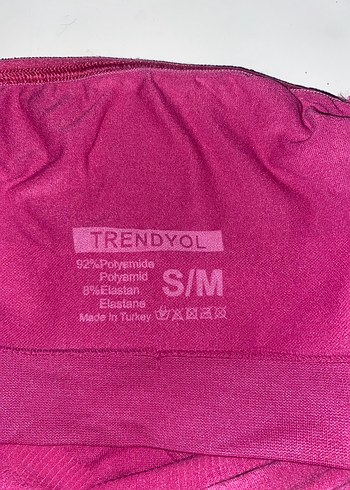 TRENDYOL
92%Polyamide
Polyamid
8%Elastan
Elastane
S/M
Made in Turkey